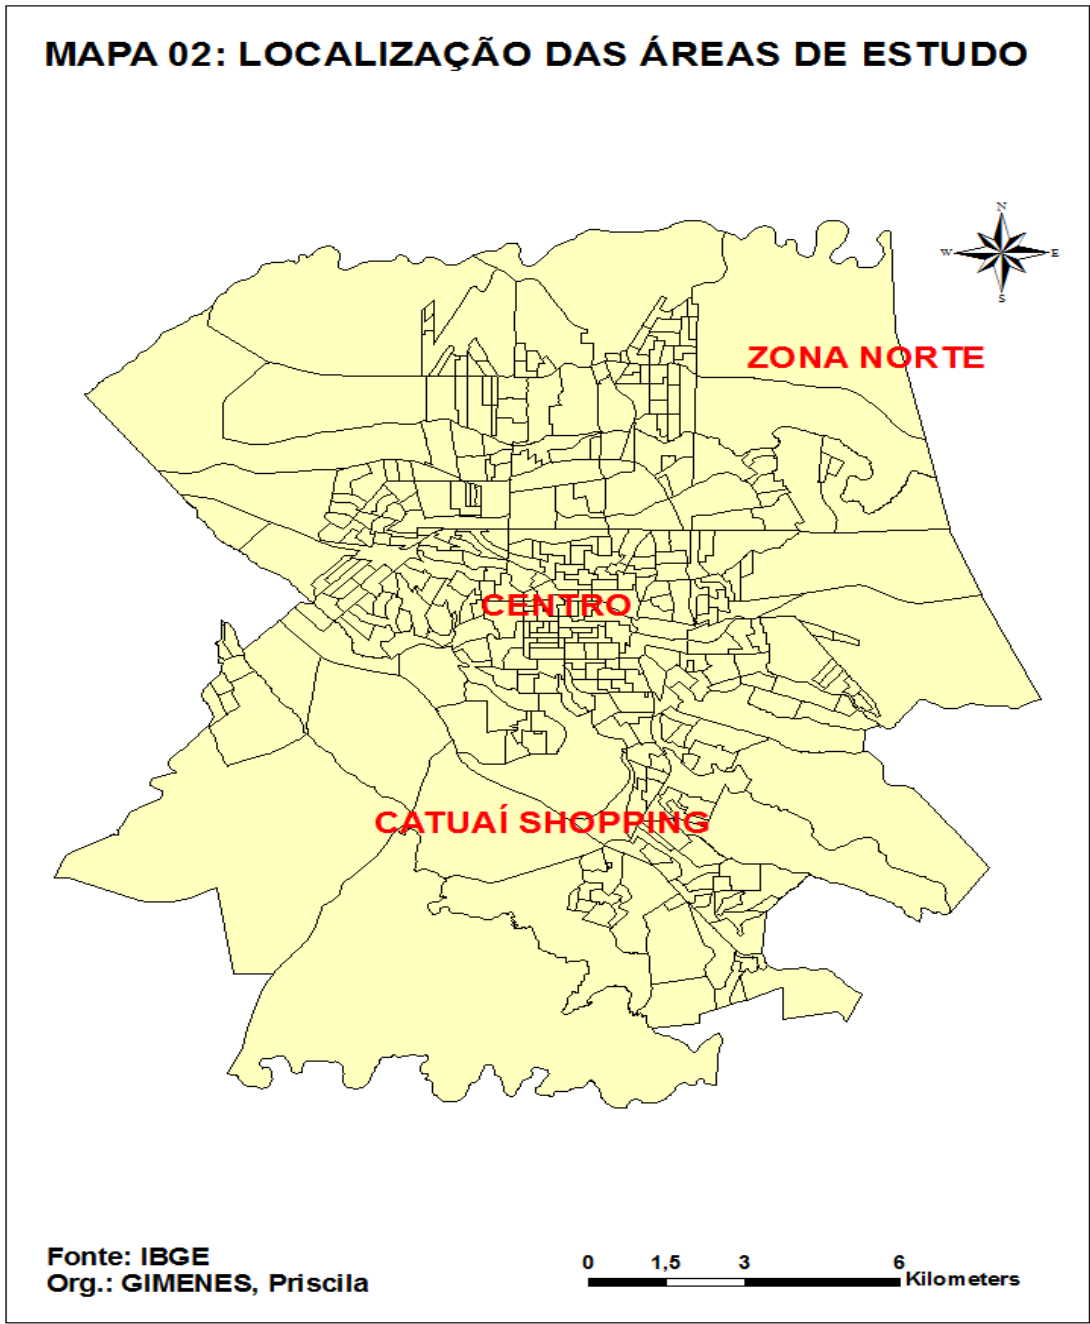 MAPA 02: LOCALIZAÇÃO DAS ÁREAS DE ESTUDO
N
W E
S
ZONA NORTE
CENTRO
CATUAÍ SHOPPING
Fonte: IBGE
Org.: GIMENES, Priscila
0 1,5 3 6
Kilometers